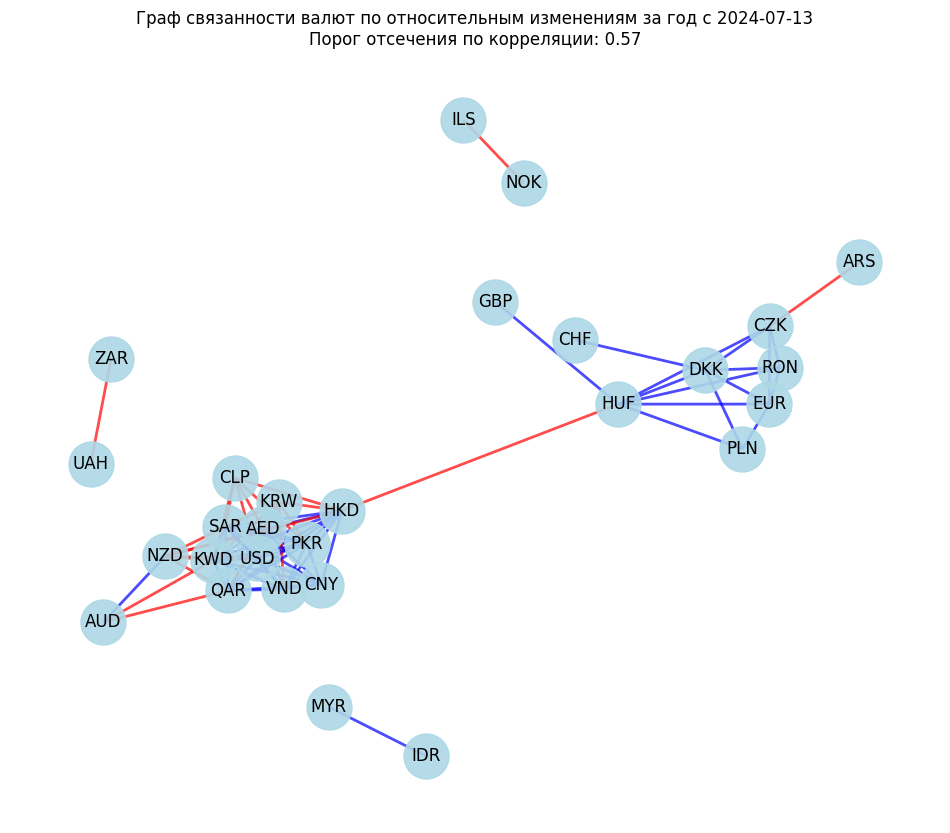 Граф связанности валют по относительным изменениям за год с 2024-07-13
Порог отсечения по корреляции: 0.57
ILS
NOK
ARS
GBP
CZK
CHF
ZAR
DKK
RON
HUF
EUR
PLN
UAH
CLP
KRW
HKD
SAR
AED
PKR
NZD
KWD
USD
QAR
VND
CNY
AUD
MYR
IDR